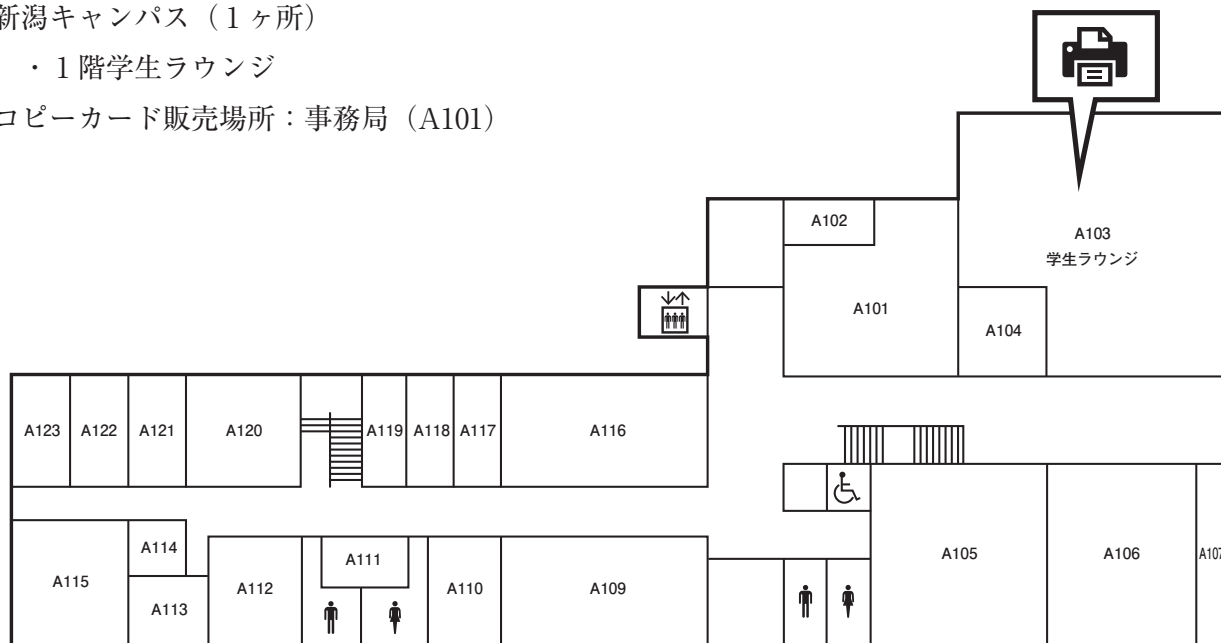 新潟キャンパス（１ヶ所）
・１階学生ラウンジ
コピーカード販売場所：事務局（A101）
A102
A103
学生ラウンジ
A101
A104
A123
A122
A121
A120
A119
A118
A117
A116
A115
A114
A113
A112
A111
A110
A109
A105
A106
A107